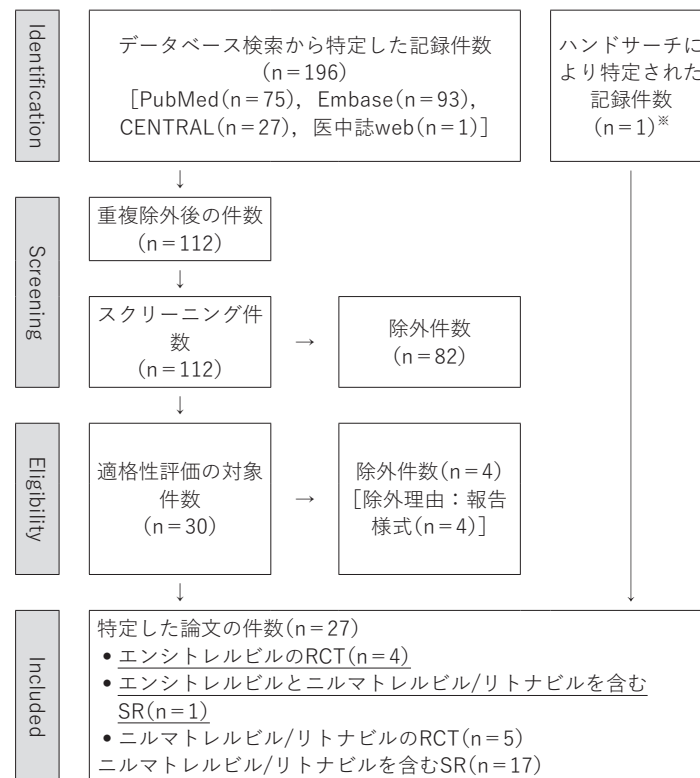 Identification
データベース検索から特定した記録件数
(n=196)
[PubMed(n=75), Embase(n=93),
CENTRAL(n=27), 医中誌web(n=1)]
ハンドサーチに
より特定された
記録件数
(n=1)※
↓
Screening
重複除外後の件数
(n=112)
↓
スクリーニング件
数
(n=112)
→
除外件数
(n=82)
↓
Eligibility
適格性評価の対象
件数
(n=30)
→
除外件数(n=4)
[除外理由：報告
様式(n=4)]
↓
Included
特定した論文の件数(n=27)
• エンシトレルビルのRCT(n=4)
• エンシトレルビルとニルマトレルビル/リトナビルを含む
SR(n=1)
• ニルマトレルビル/リトナビルのRCT(n=5)
ニルマトレルビル/リトナビルを含むSR(n=17)